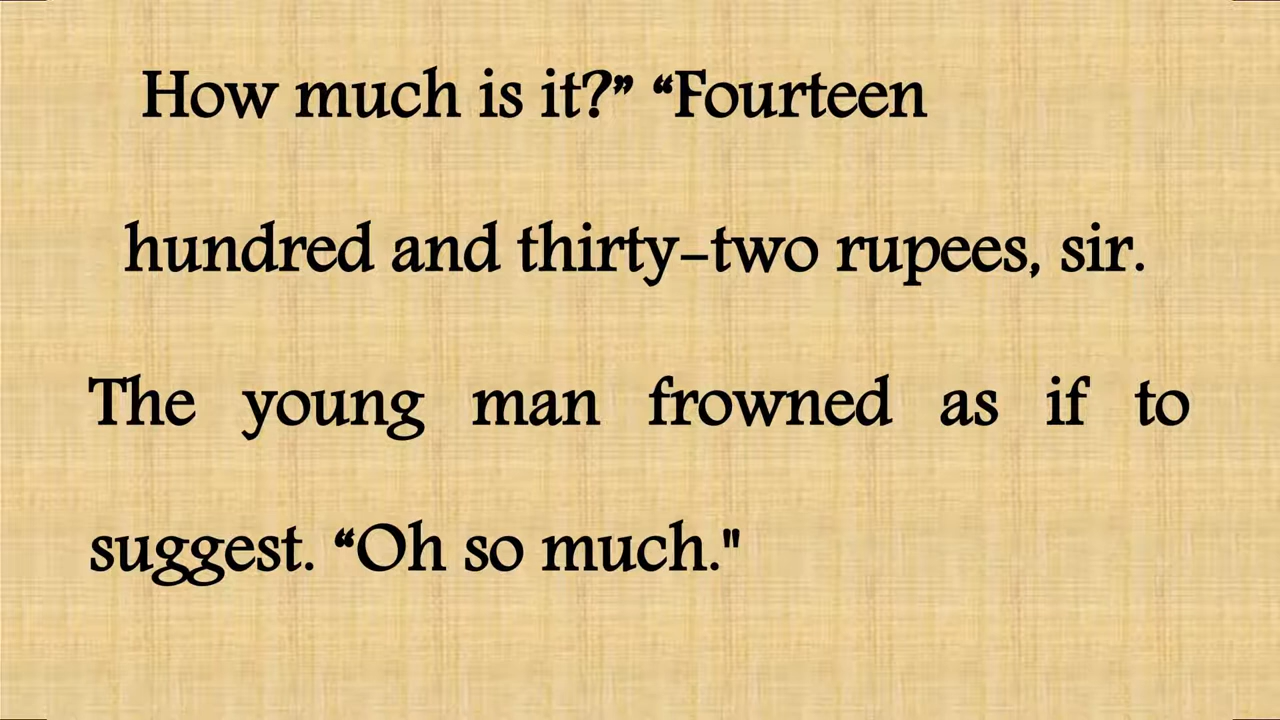 How much is it?” “Fourteen
hundred and thirty-two rupees, sir.
The young man frowned as if to
suggest. “Oh so much."